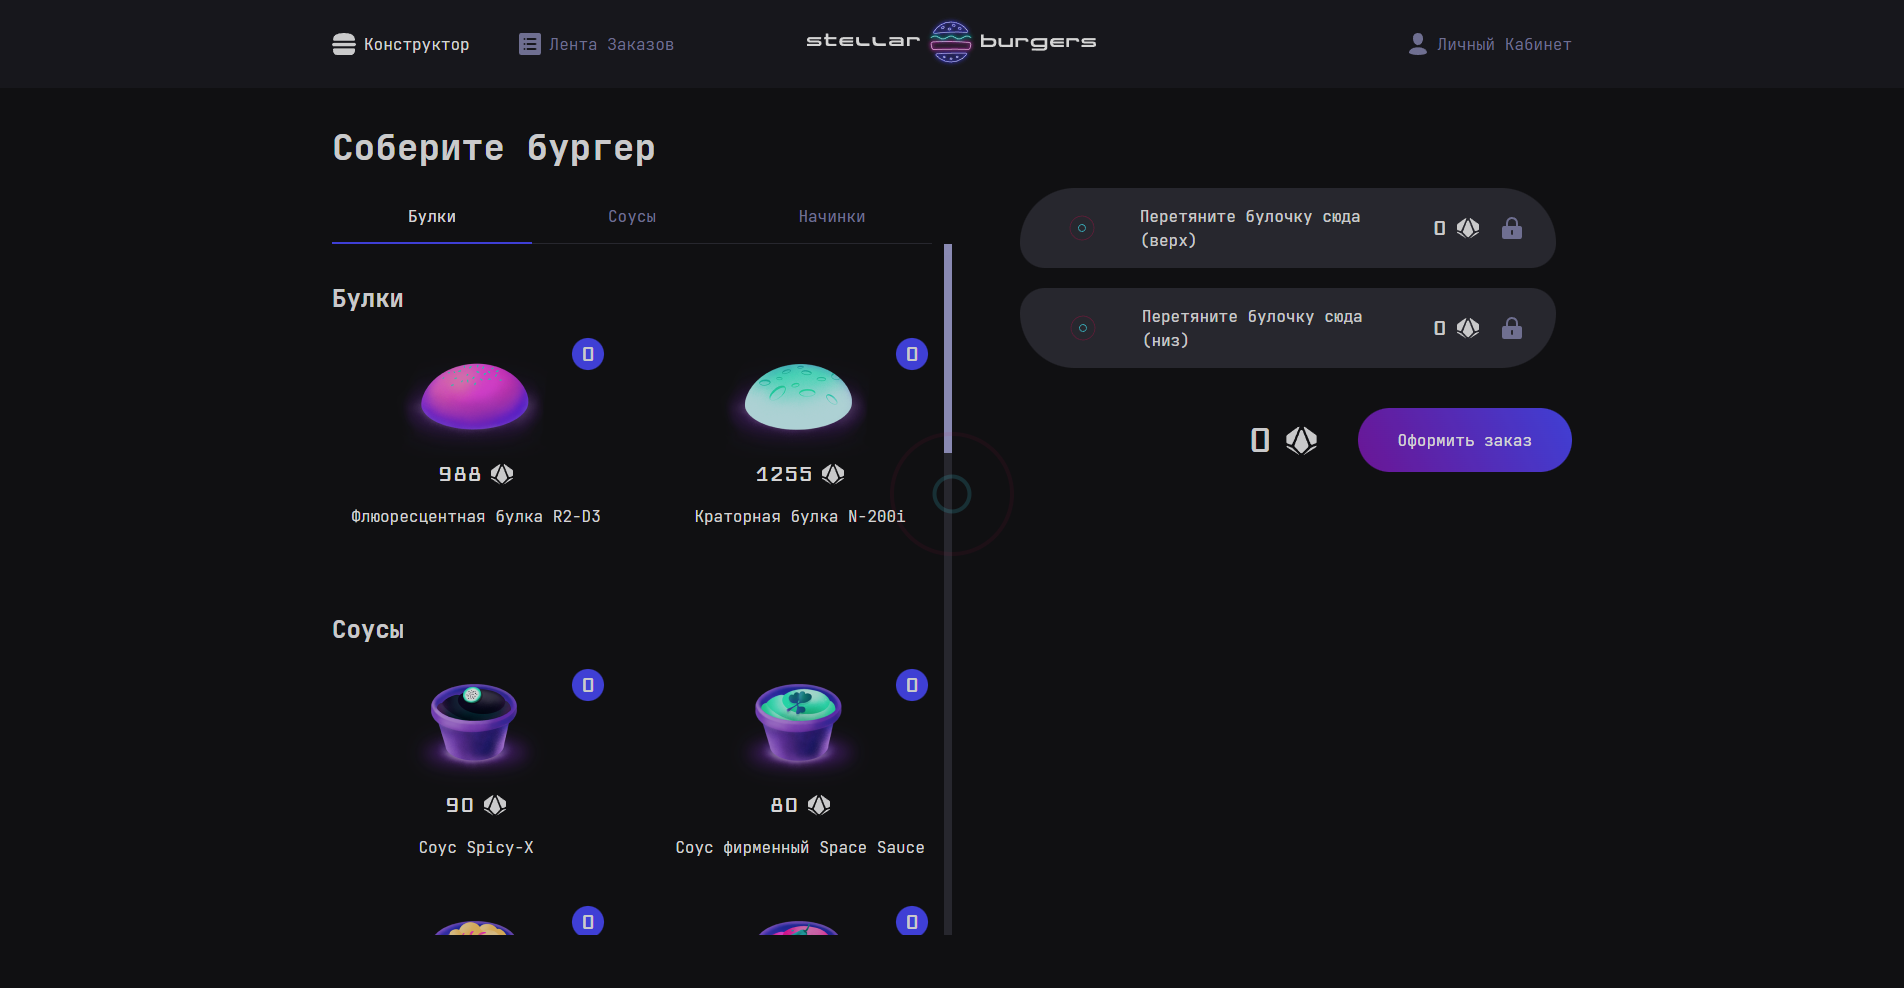 Конструктор
Лента Заказов
stellar burgers
Личный Кабинет
Соберите бургер
Булки
Соусы
Начинки
Булки
0
0
988
1255
Флюоресцентная булка R2-D3
Краторная булка N-200i
Соусы
0
0
90
80
Соус Spicy-X
Соус фирменный Space Sauce
0
0
Перетяните булочку сюда
(верх)
0
Перетяните булочку сюда
(низ)
0
0
Оформить заказ